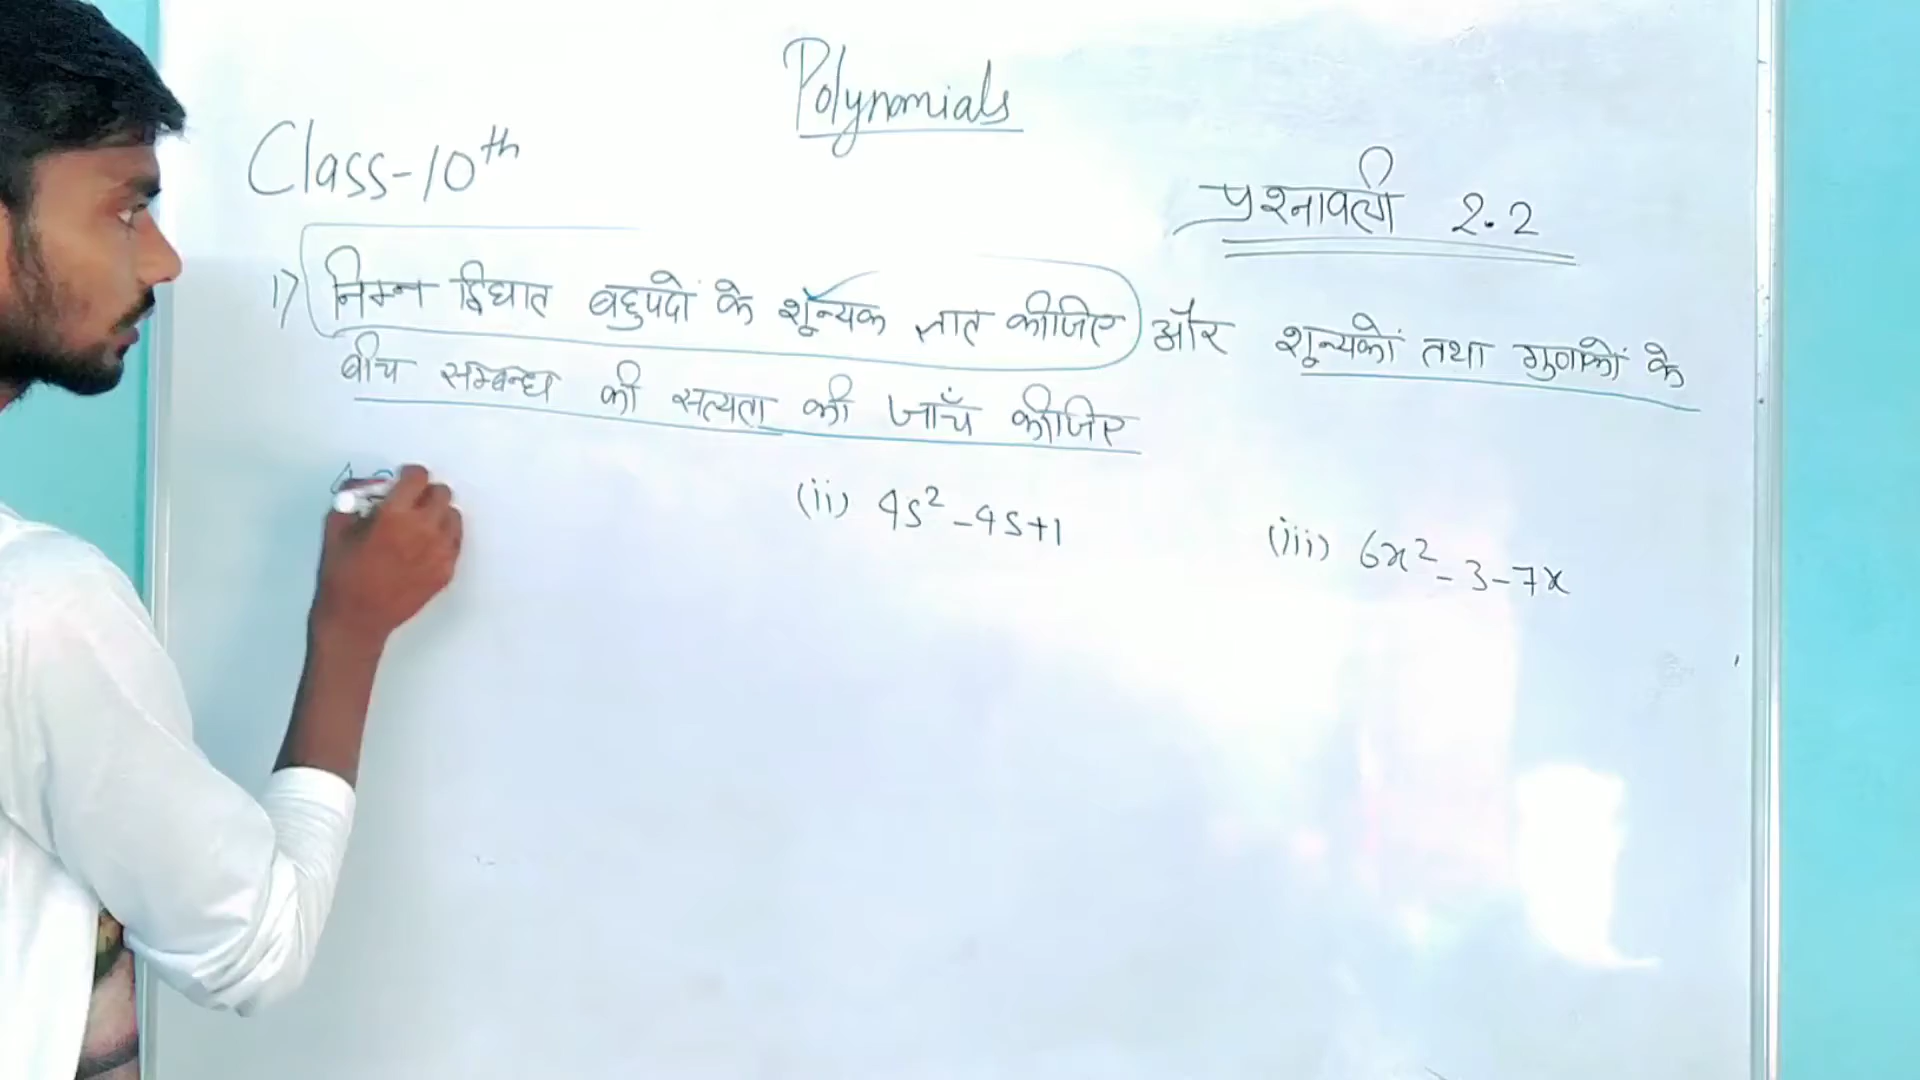 Polynomials
Class-10th
प्रश्नावली 2.2
1) निम्न द्विघात बहुपदों के शून्यक ज्ञात कीजिए और शून्यकों तथा गुणांकों के
बीच सम्बन्ध की सत्यता की जाँच कीजिए
(ii) 4s² - 4s + 1
(iii) 6x² - 3 - 7x